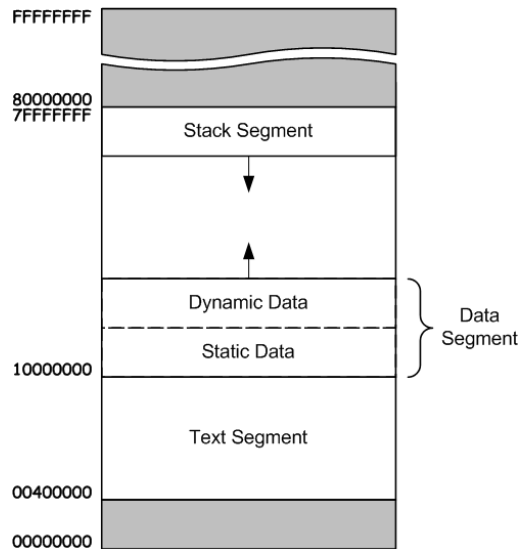 FFFFFFFF
80000000
7FFFFFFF
Stack Segment
Dynamic Data
Static Data
Data
Segment
10000000
Text Segment
00400000
00000000